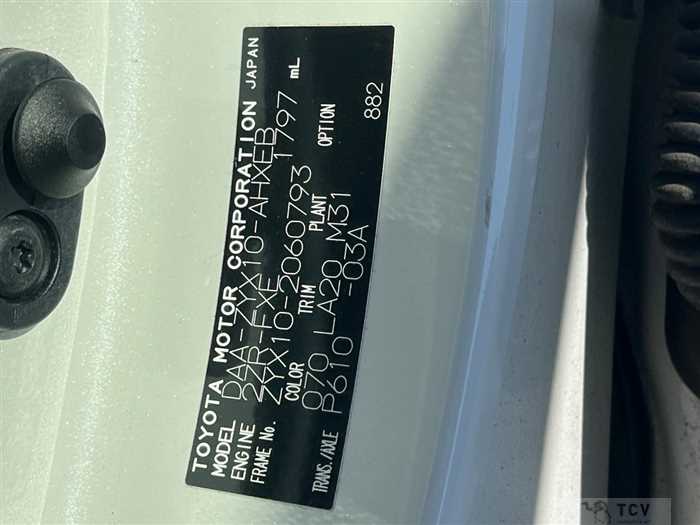 TOYOTA MOTOR CORPORATION JAPAN
MODEL DAA-ZYX10-AHXEB
ENGINE 2ZR-FXE 1797 mL
FRAME No. ZYX10-2060793
COLOR TRIM PLANT OPTION
070 LA20 M31 882
TRANS./AXLE P610 -03A
TCV